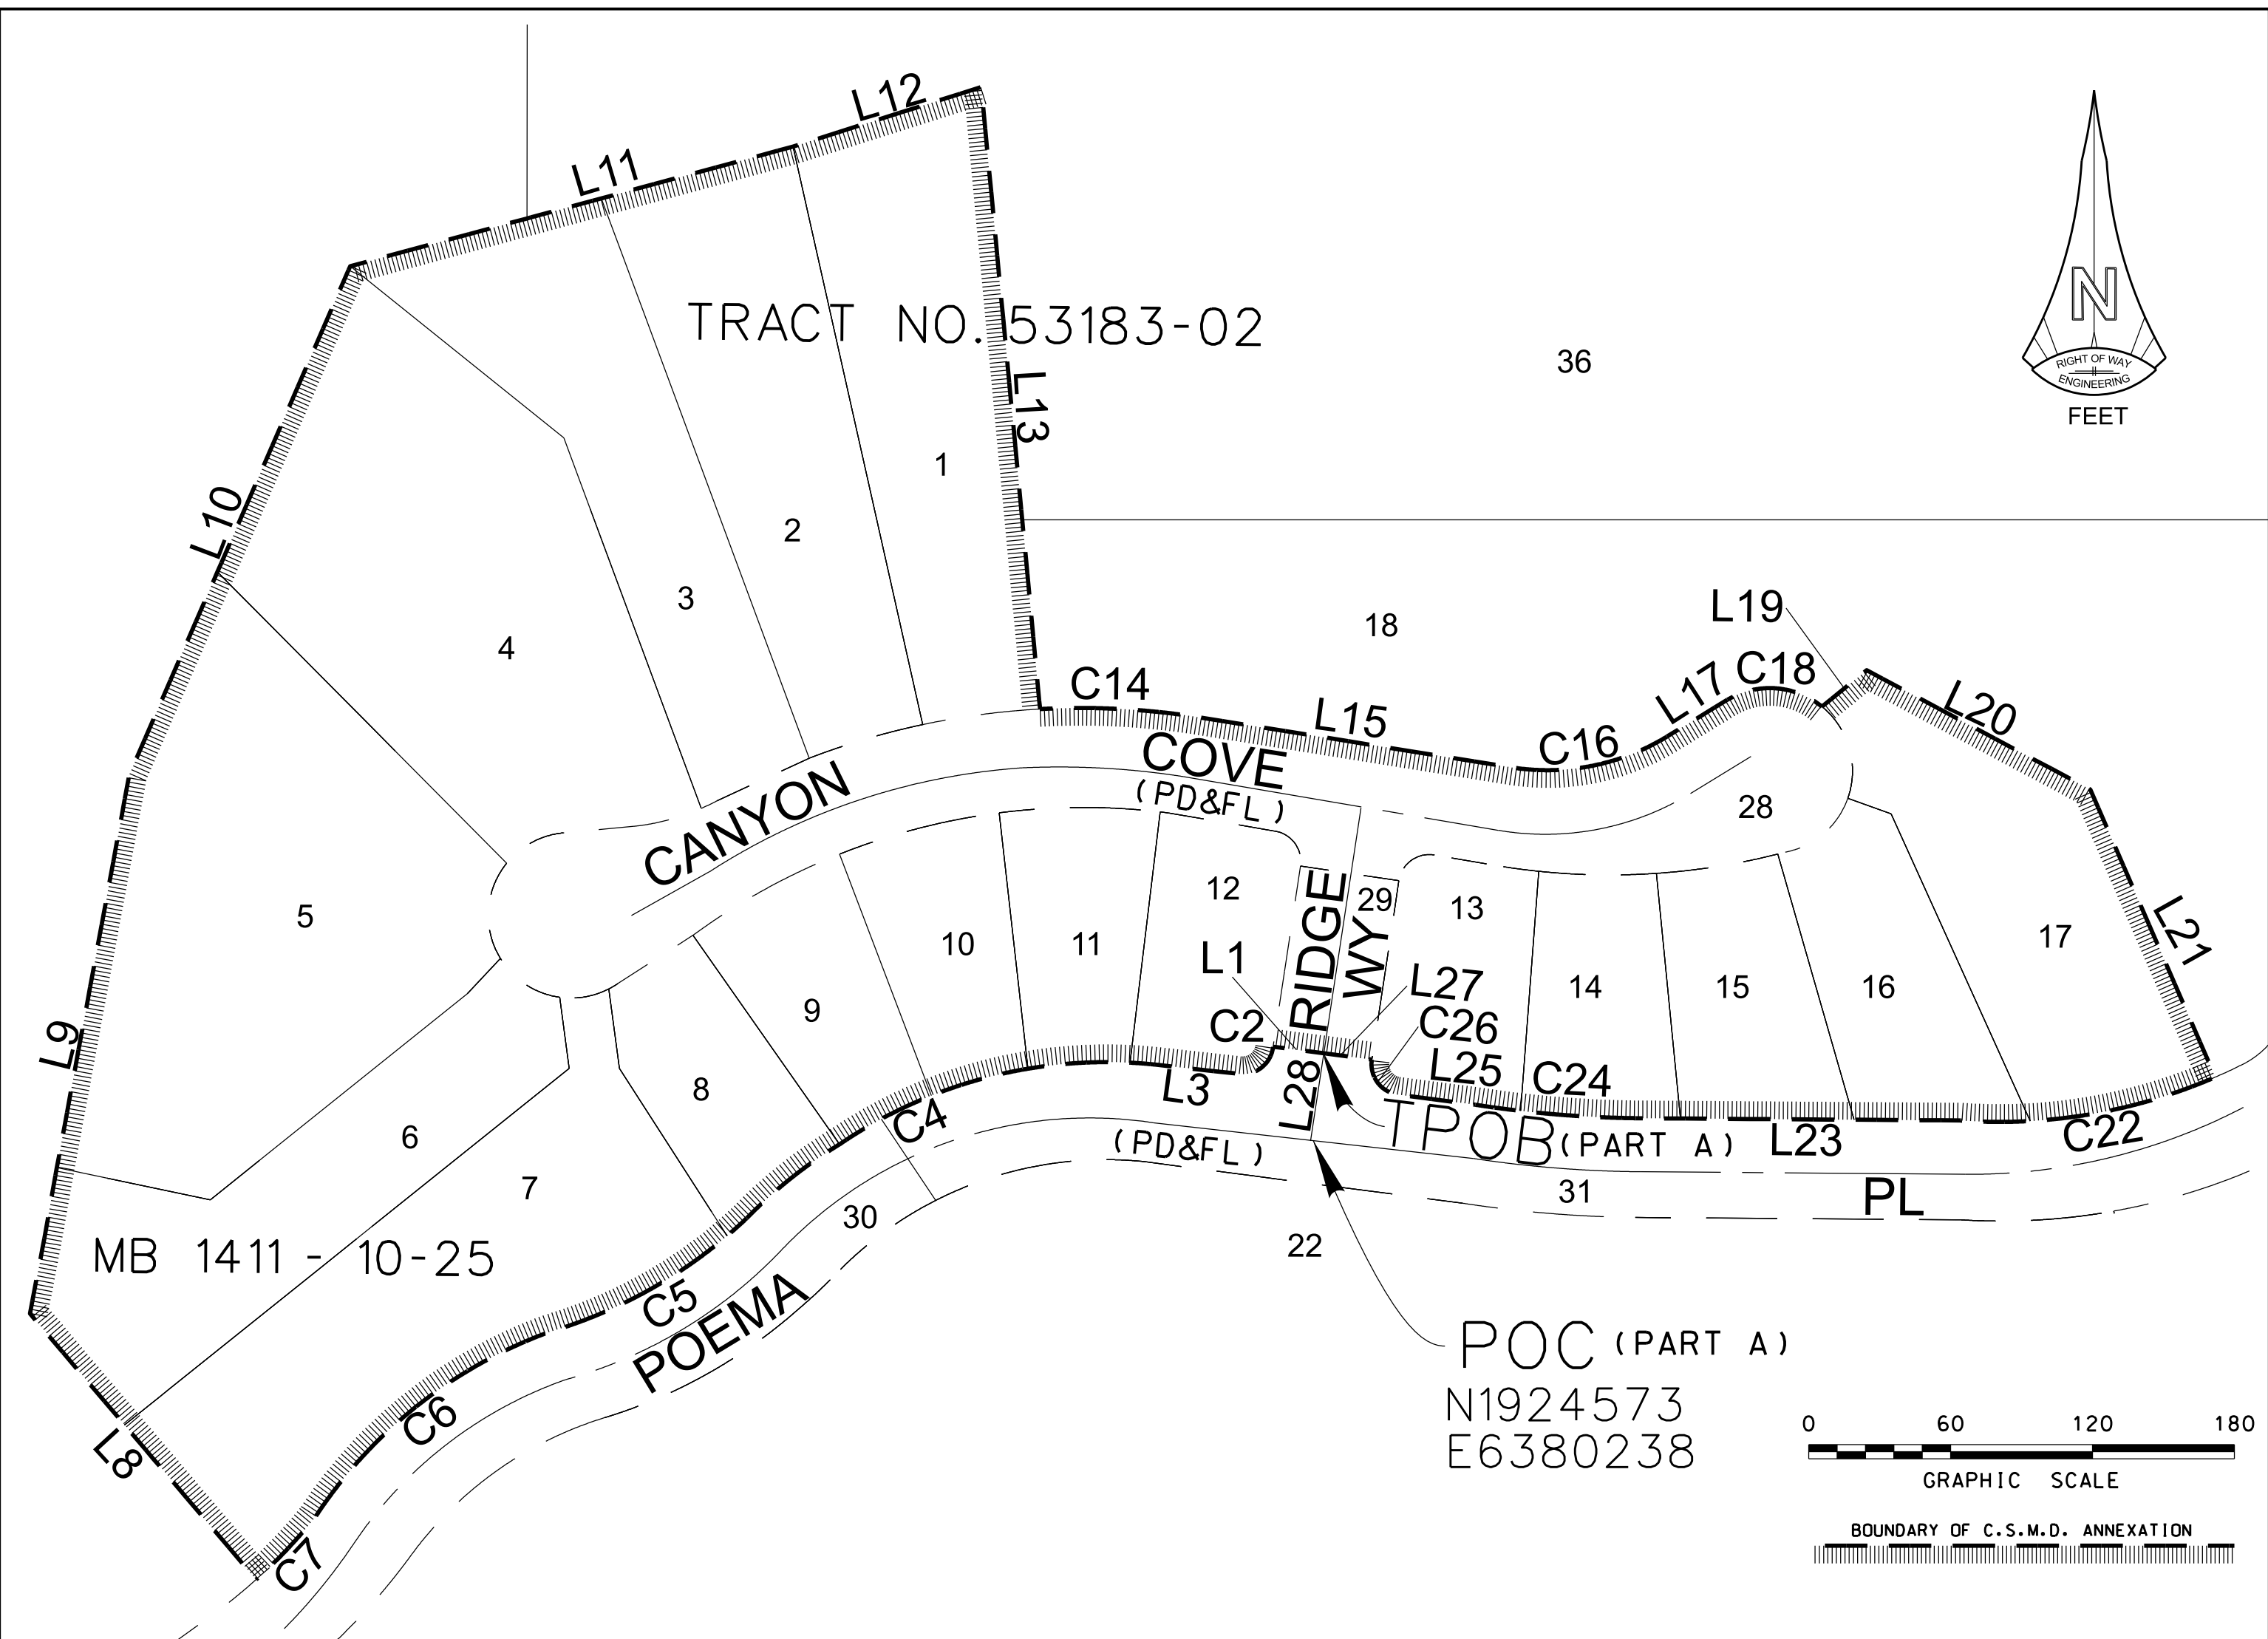 L12
L11
TRACT NO. 53183-02
L13
36
N
RIGHT OF WAY
ENGINEERING
FEET
1
L10
2
3
4
18
L19
C14
L15
C16
L17
C18
L20
CANYON
COVE
(PD&FL)
28
5
12
29
13
10
11
L1
RIDGE
WY
L27
17
L21
14
15
16
9
C2
C26
L9
8
L3
L28
L25
C24
C4
TPOB (PART A)
L23
C22
6
(PD&FL)
7
30
31
PL
22
MB 1411 - 10-25
C5
POEMA
POC (PART A)
N1924573
E6380238
C6
L8
C7
0 60 120 180
GRAPHIC SCALE
BOUNDARY OF C.S.M.D. ANNEXATION